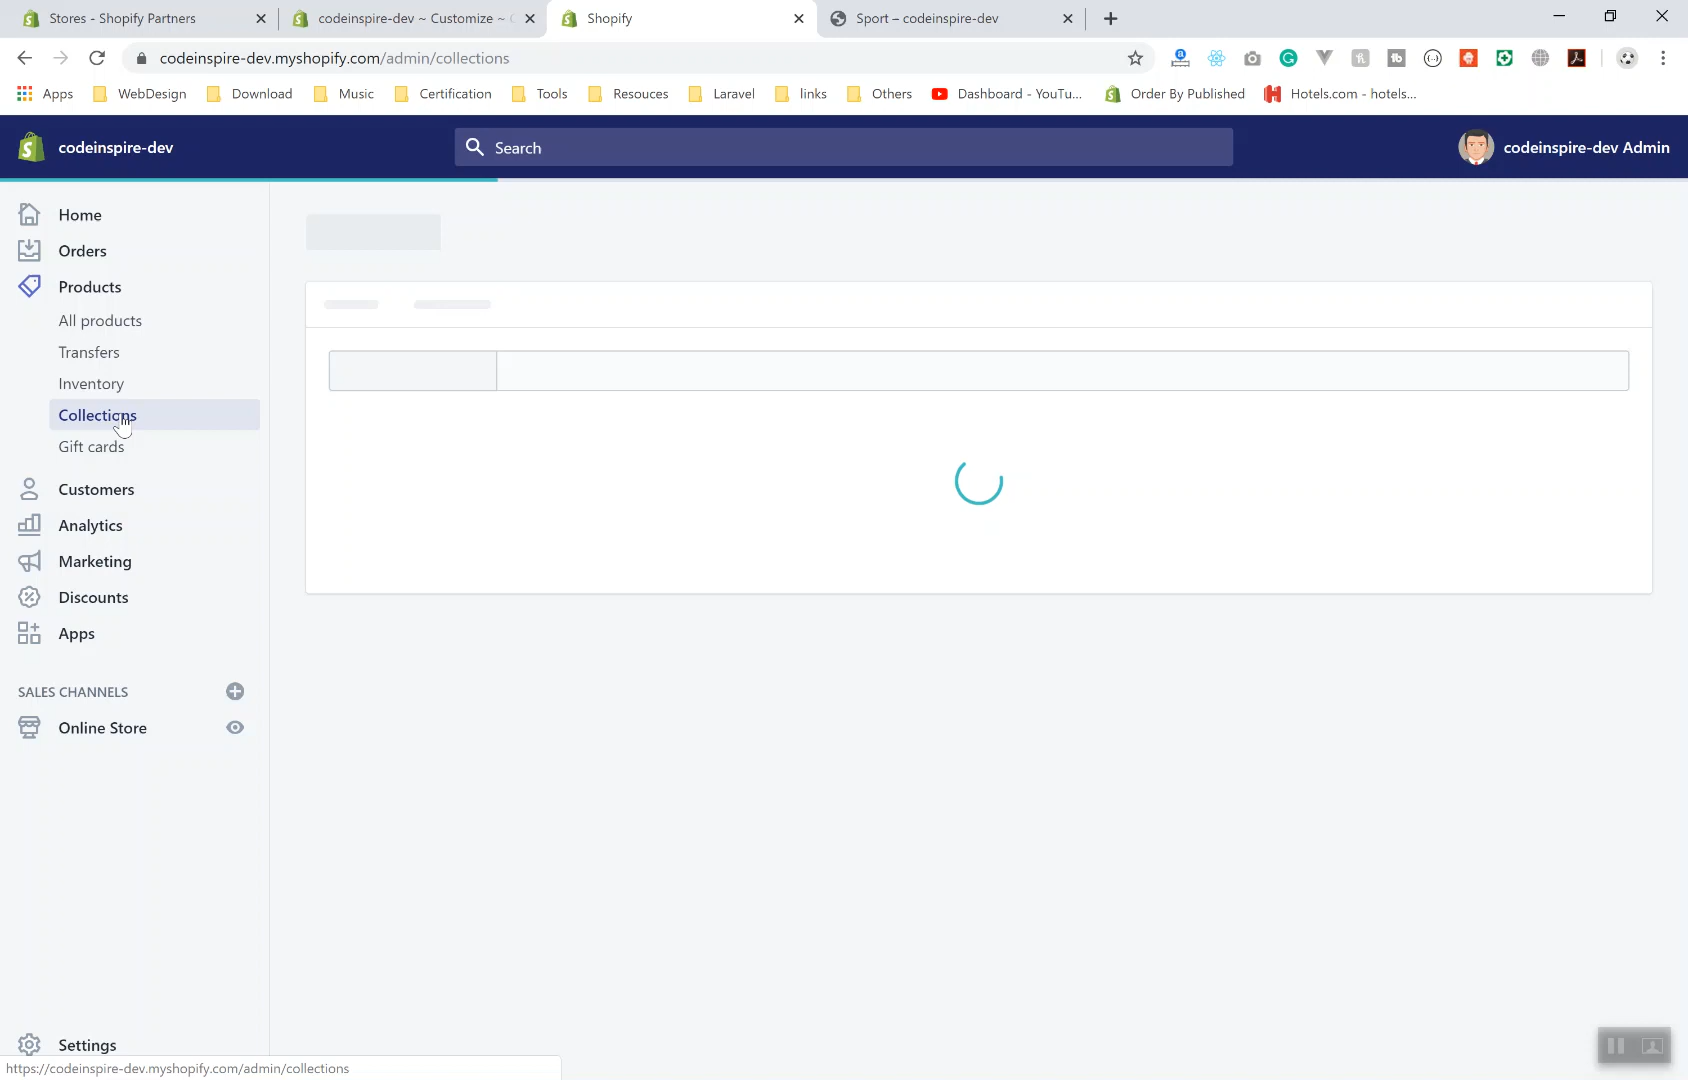 Stores - Shopify Partners
codeinspire-dev ~ Customize ~
Shopify
Sport – codeinspire-dev
codeinspire-dev.myshopify.com/admin/collections
Apps
WebDesign
Download
Music
Certification
Tools
Resouces
Laravel
links
Others
Dashboard - YouTu...
Order By Published
Hotels.com - hotels...
codeinspire-dev
Search
codeinspire-dev Admin
Home
Orders
Products
All products
Transfers
Inventory
Collections
Gift cards
Customers
Analytics
Marketing
Discounts
Apps
SALES CHANNELS
Online Store
Settings
https://codeinspire-dev.myshopify.com/admin/collections